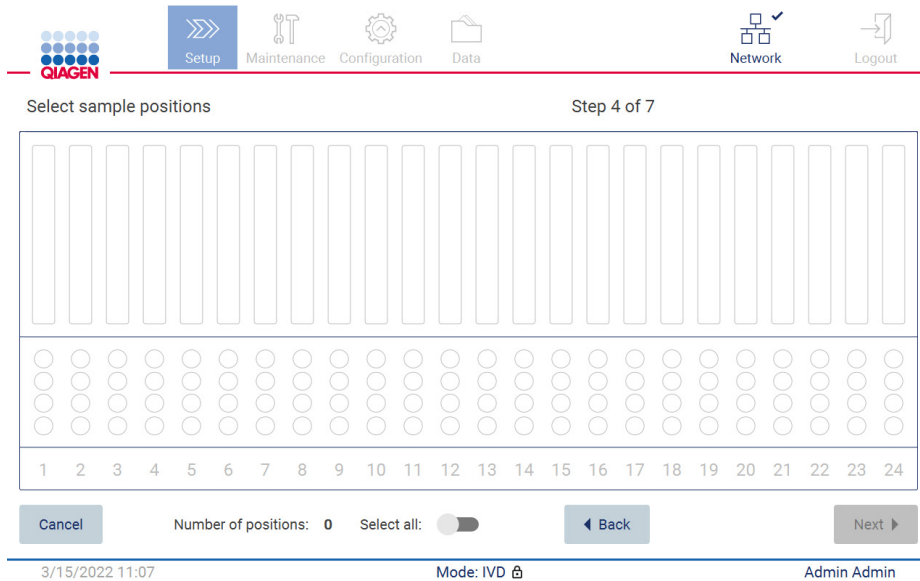 QIAGEN
Setup
Maintenance
Configuration
Data
Network
Logout
Select sample positions
Step 4 of 7
1 2 3 4 5 6 7 8 9 10 11 12 13 14 15 16 17 18 19 20 21 22 23 24
Cancel
Number of positions: 0
Select all:
Back
Next
3/15/2022 11:07
Mode: IVD
Admin Admin